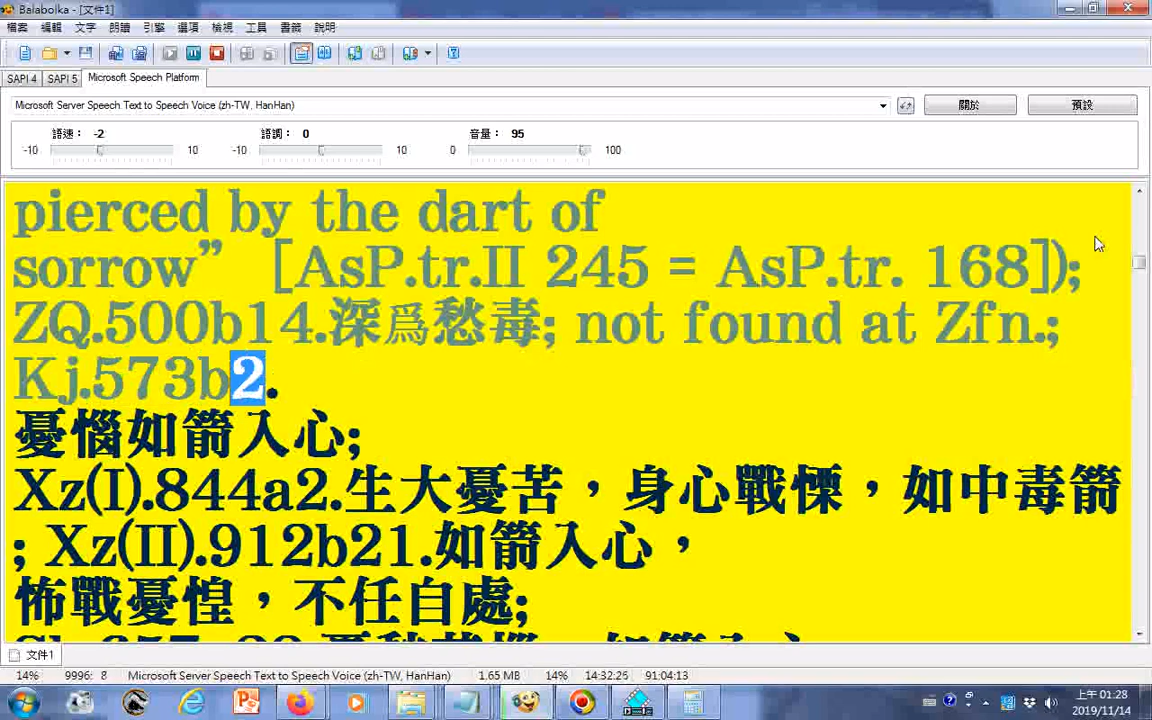 Balabolka - [文件1]
檔案 編輯 文字 朗讀 引擎 選項 檢視 工具 書籤 說明
SAPI 4 SAPI 5 Microsoft Speech Platform
Microsoft Server Speech Text to Speech Voice (zh-TW, HanHan) 關於 預設
語速： -2 語調： 0 音量： 95
-10 10 -10 10 0 100
pierced by the dart of
sorrow” [AsP.tr.II 245 = AsP.tr. 168]);
ZQ.500b14.深爲愁毒; not found at Zfn.;
Kj.573b2.
憂惱如箭入心;
Xz(I).844a2.生大憂苦，身心戰慄，如中毒箭
; Xz(II).912b21.如箭入心，
怖戰憂惶，不任自處;
文件1
14% 9996: 8 Microsoft Server Speech Text to Speech Voice (zh-TW, HanHan) 1.65 MB 14% 14:32:25 91:04:13
上午 01:28
2019/11/14